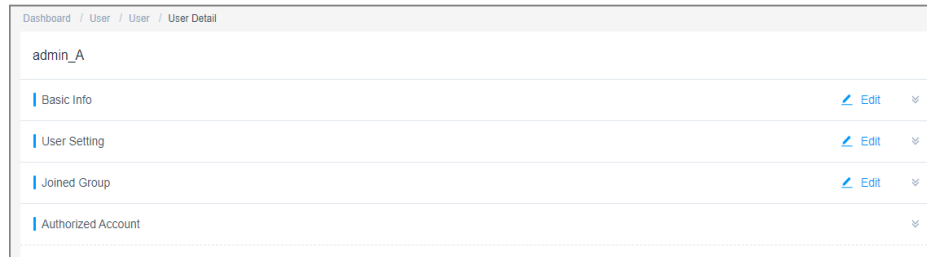 Dashboard / User / User / User Detail
admin_A
Basic Info Edit
User Setting Edit
Joined Group Edit
Authorized Account